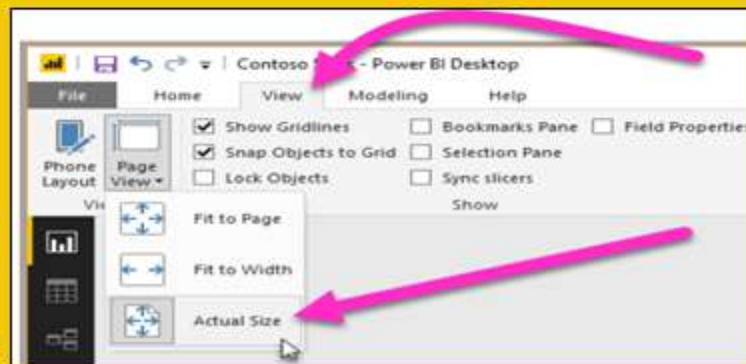 Contoso - Power BI Desktop
File Home View Modeling Help
Show Gridlines Bookmarks Pane Field Propertie
Phone Layout
Page View
Snap Objects to Grid Selection Pane
Lock Objects Sync slicers
Show
Fit to Page
Fit to Width
Actual Size